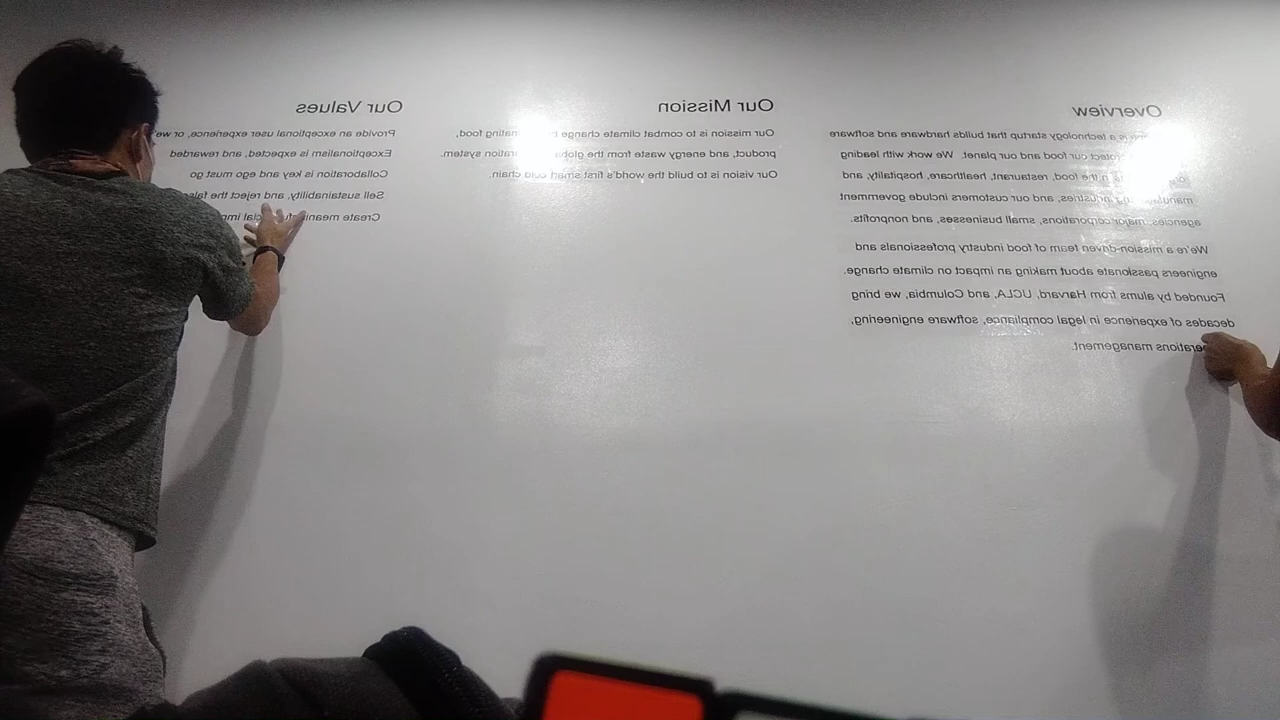 Overview
is a technology startup that builds hardware and software
protect our food and our planet. We work with leading
in the food, restaurant, healthcare, hospitality, and
industries, and our customers include government
agencies, major corporations, small businesses, and nonprofits.
We're a mission-driven team of food industry professionals and
engineers passionate about making an impact on climate change.
Founded by alums from Harvard, UCLA, and Columbia, we bring
decades of experience in legal compliance, software engineering,
management.
Our Mission
Our mission is to combat climate change food,
product, and energy waste from the system.
Our vision is to build the world's first smart cold chain.
Our Values
Provide an exceptional user experience, or we
Exceptionalism is expected, and rewarded
Collaboration is key and ego must go
Sell sustainability, and reject the
Create